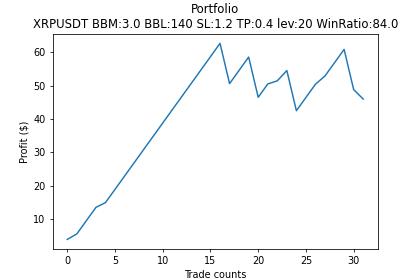 Portfolio
XRPUSDT BBM:3.0 BBL:140 SL:1.2 TP:0.4 lev:20 WinRatio:84.0
60
50
40
30
20
10
Profit ($)
0 5 10 15 20 25 30
Trade counts